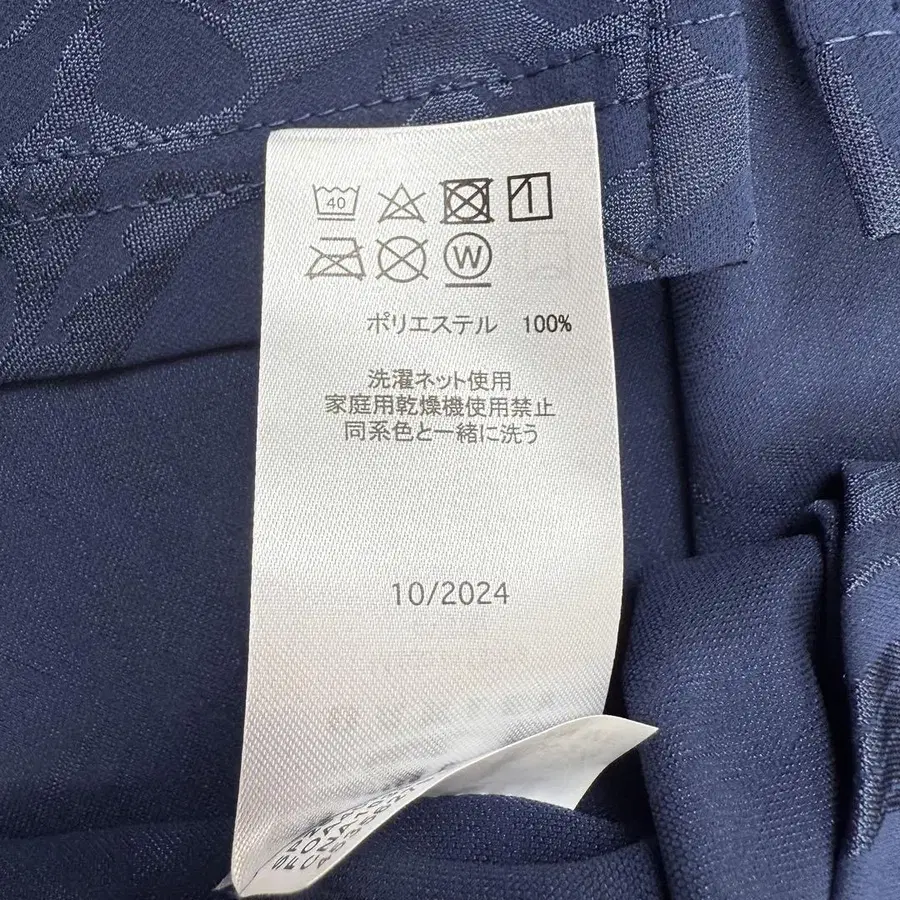 40
W
ポリエステル 100%
洗濯ネット使用
家庭用乾燥機使用禁止
同系色と一緒に洗う
10/2024